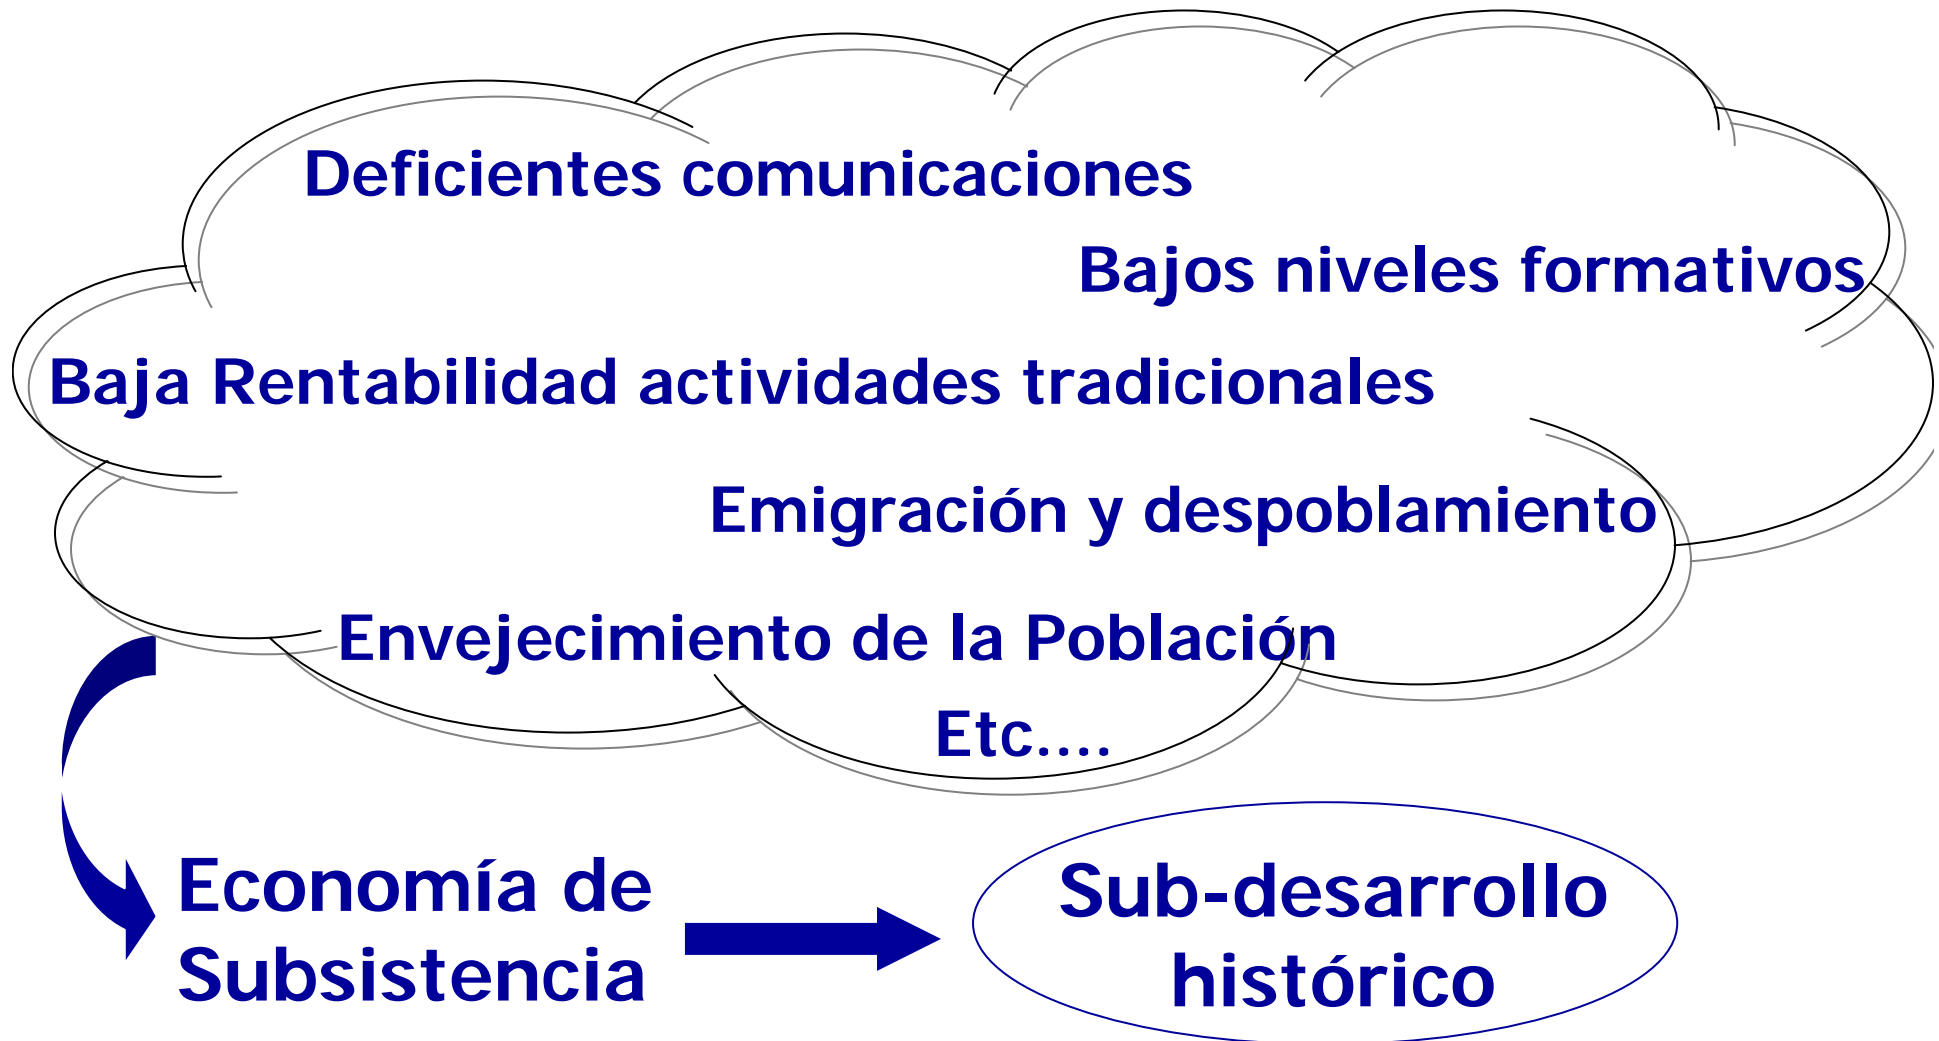 Deficientes comunicaciones
Bajos niveles formativos
Baja Rentabilidad actividades tradicionales
Emigración y despoblamiento
Envejecimiento de la Población
Etc....
Economía de
Subsistencia
Sub-desarrollo
histórico